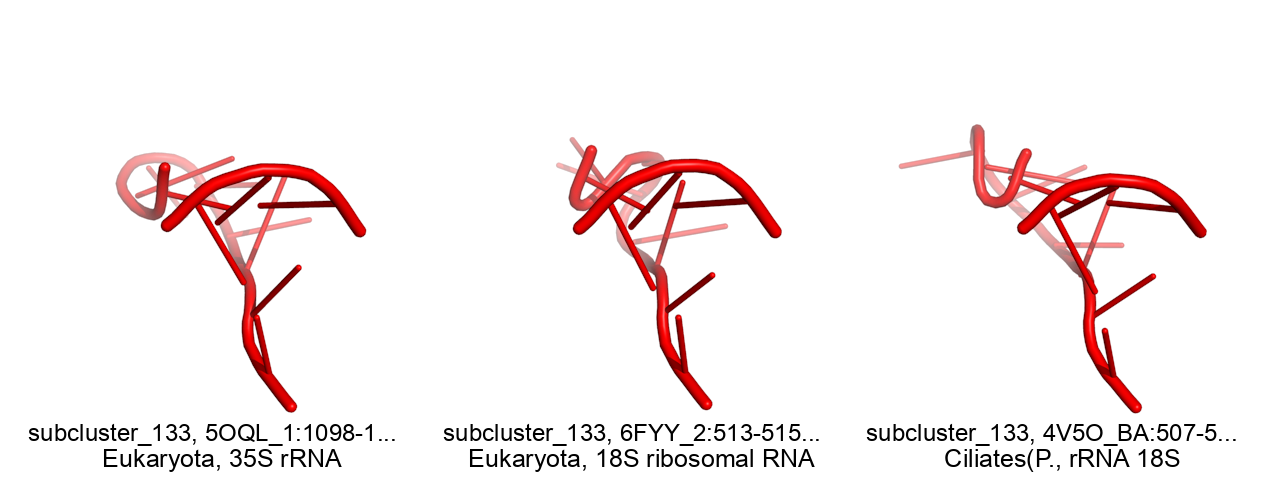 subcluster_133, 5OQL_1:1098-1...
Eukaryota, 35S rRNA
subcluster_133, 6FYY_2:513-515...
Eukaryota, 18S ribosomal RNA
subcluster_133, 4V5O_BA:507-5...
Ciliates(P., rRNA 18S